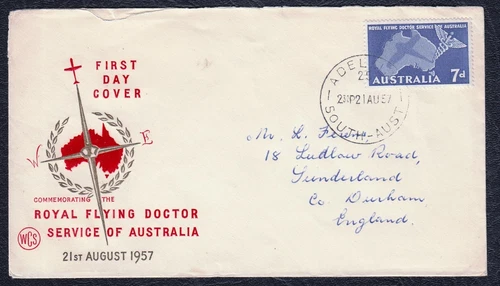 FIRST
DAY
COVER
W E
COMMEMORATING THE
ROYAL FLYING DOCTOR
SERVICE OF AUSTRALIA
WCS
21ST AUGUST 1957
ROYAL FLYING DOCTOR SERVICE AUSTRALIA
AUSTRALIA 7d
ADEL
21AU57
SOUTH. AUST
Mr. L.
18 Ludlow Road,
Sunderland
Co. Durham
England.